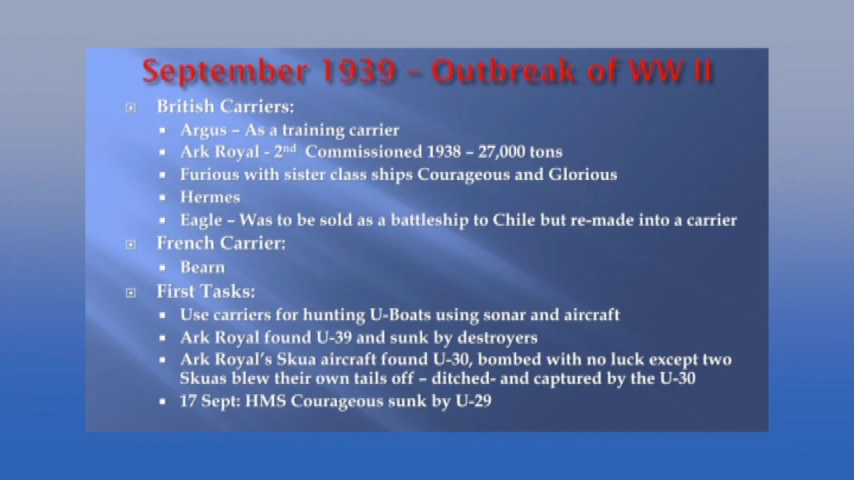 September 1939 – Outbreak of WW II
British Carriers:
Argus – As a training carrier
Ark Royal - 2nd Commissioned 1938 – 27,000 tons
Furious with sister class ships Courageous and Glorious
Hermes
Eagle – Was to be sold as a battleship to Chile but re-made into a carrier
French Carrier:
Bearn
First Tasks:
Use carriers for hunting U-Boats using sonar and aircraft
Ark Royal found U-39 and sunk by destroyers
Ark Royal's Skua aircraft found U-30, bombed with no luck except two
Skuas blew their own tails off – ditched- and captured by the U-30
17 Sept: HMS Courageous sunk by U-29